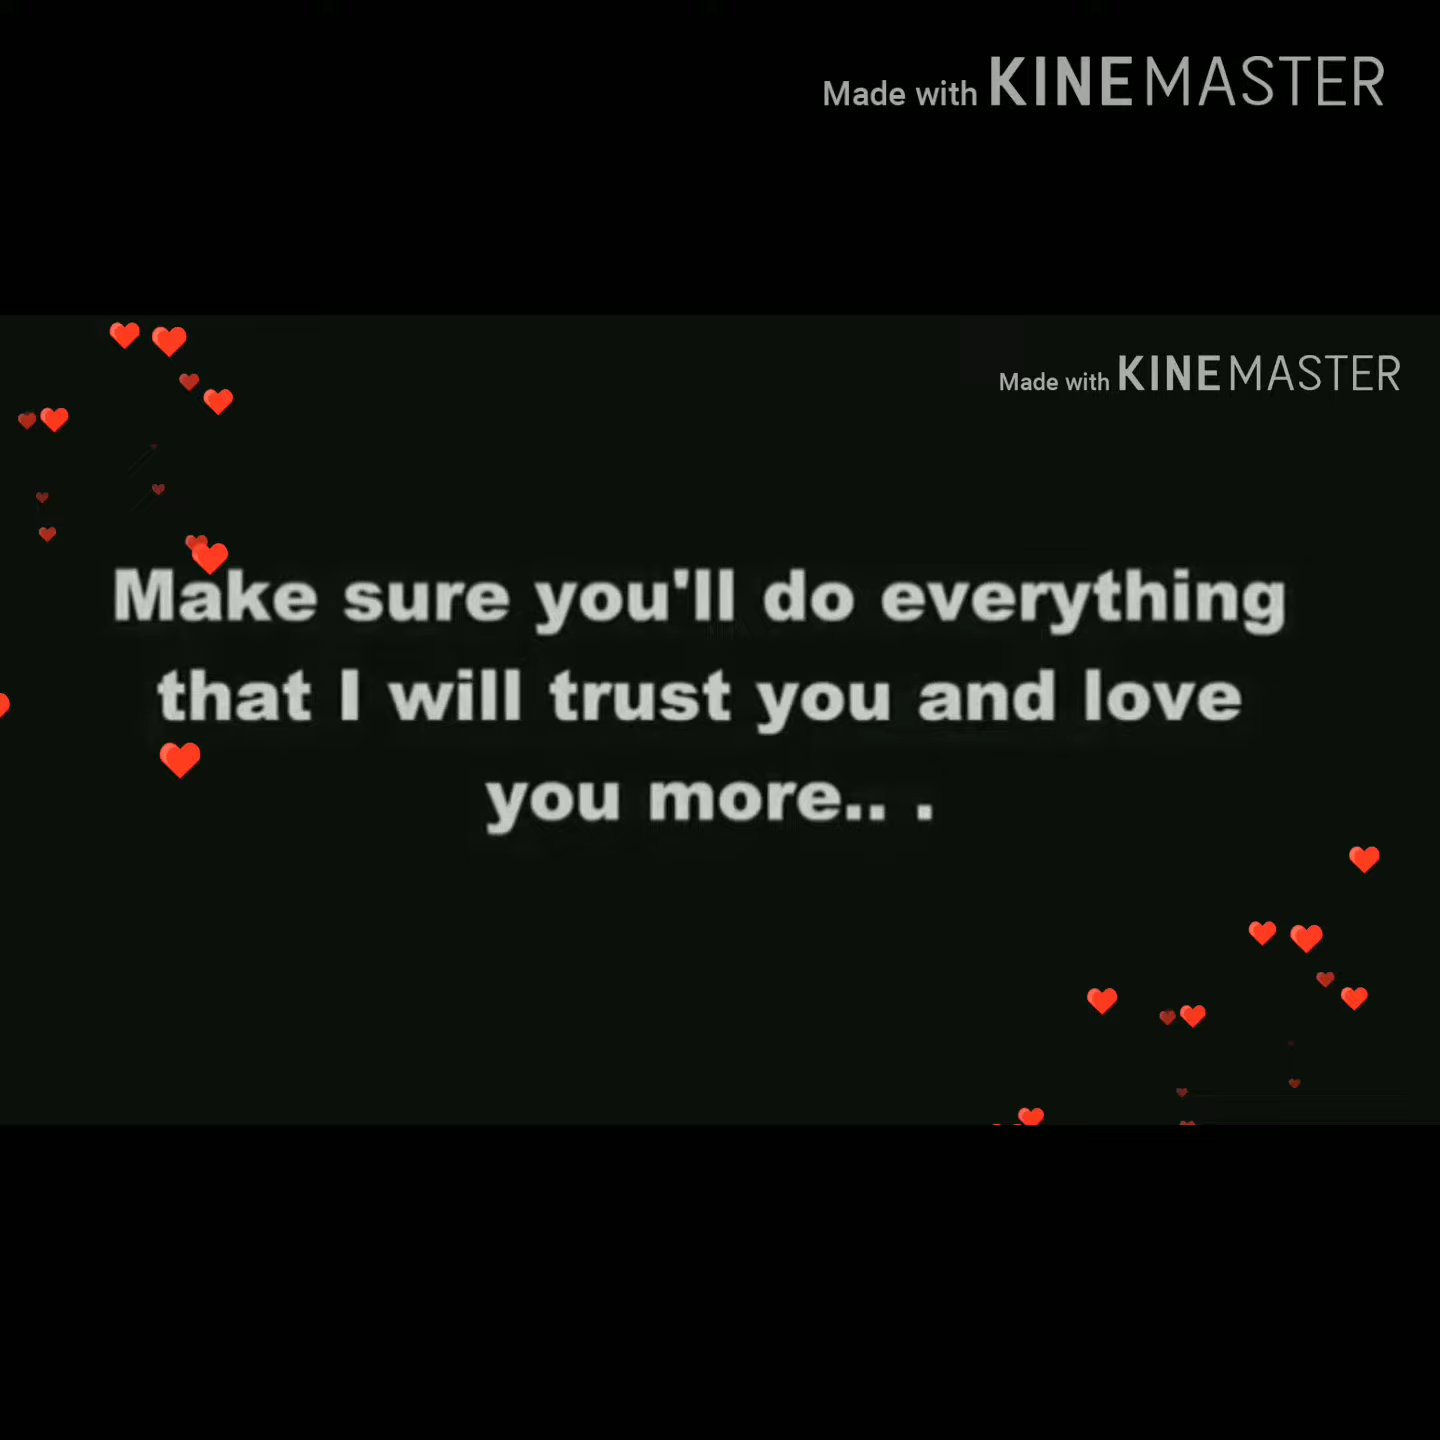 Made with KINEMASTER
Made with KINEMASTER
Make sure you'll do everything
that I will trust you and love
you more.. .